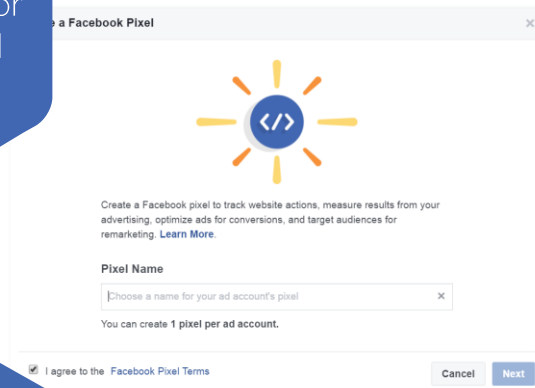 or
e a Facebook Pixel
</>
Create a Facebook pixel to track website actions, measure results from your
advertising, optimize ads for conversions, and target audiences for
remarketing. Learn More.
Pixel Name
Choose a name for your ad account's pixel
You can create 1 pixel per ad account.
I agree to the Facebook Pixel Terms
Cancel Next